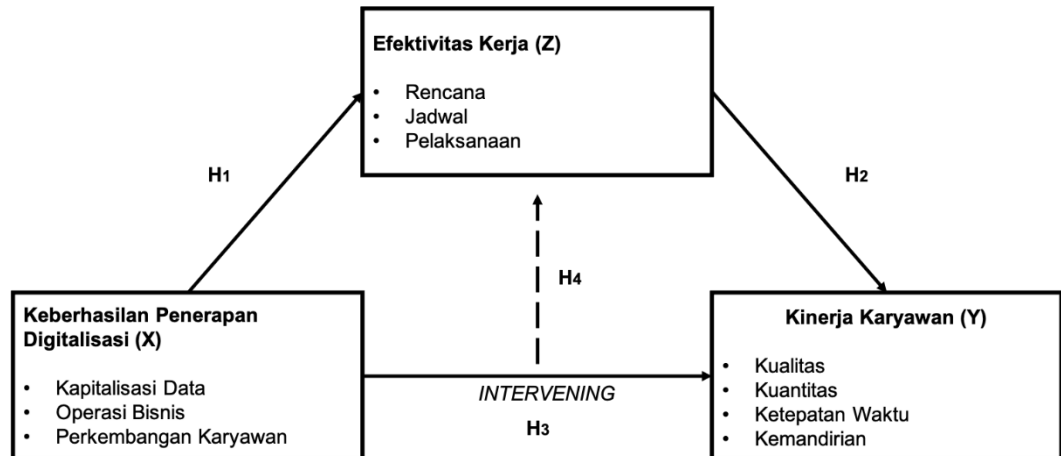 Efektivitas Kerja (Z)
• Rencana
• Jadwal
• Pelaksanaan
H1
H2
H4
Keberhasilan Penerapan
Digitalisasi (X)
• Kapitalisasi Data
• Operasi Bisnis
• Perkembangan Karyawan
INTERVENING
H3
Kinerja Karyawan (Y)
• Kualitas
• Kuantitas
• Ketepatan Waktu
• Kemandirian